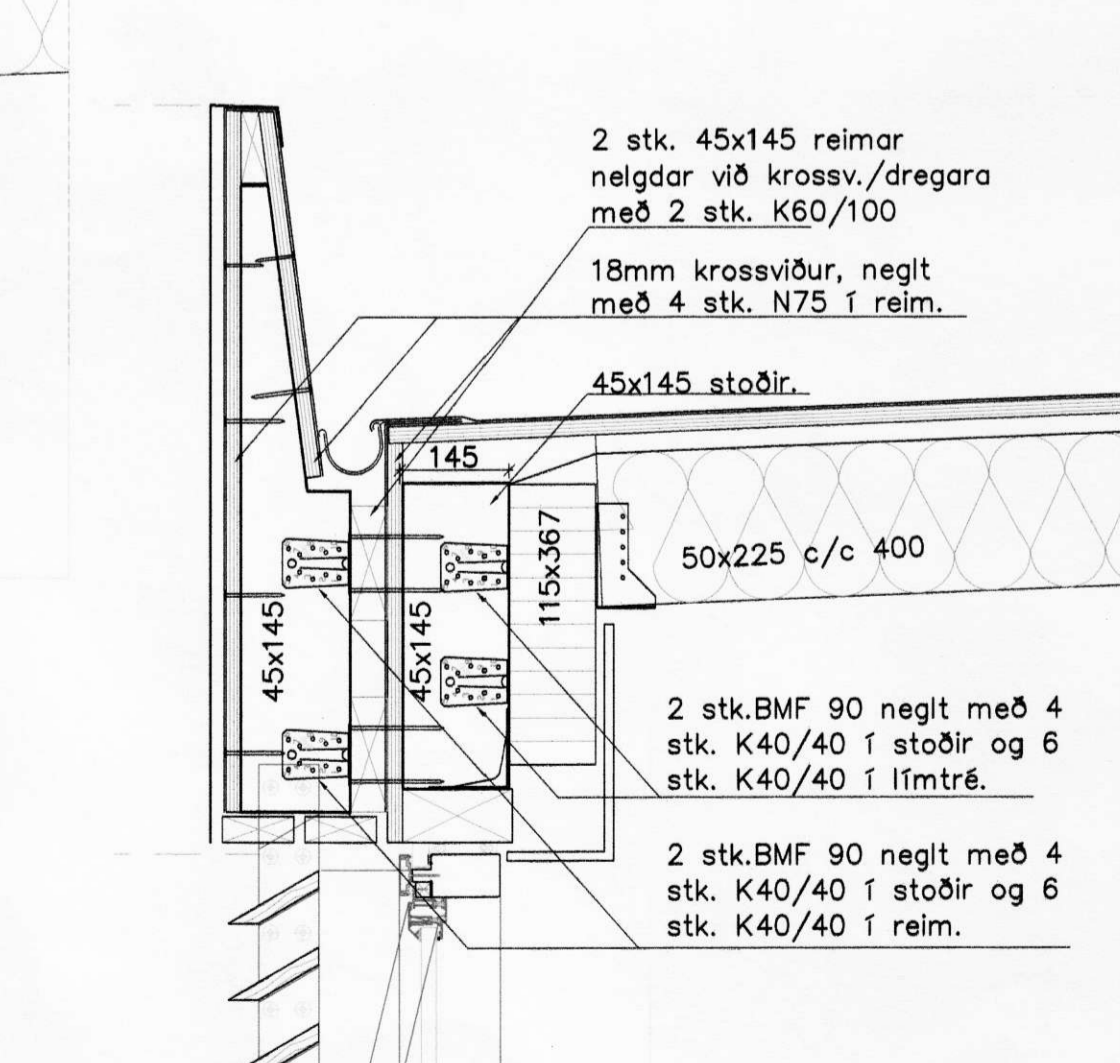 2 stk. 45x145 reimar
nelgdar við krossv./dregara
með 2 stk. K60/100
18mm krossviður, neglt
með 4 stk. N75 í reim.
45x145 stoðir.
145
50x225 c/c 400
115x367
45x145
45x145
2 stk.BMF 90 neglt með 4
stk. K40/40 í stoðir og 6
stk. K40/40 í límtré.
2 stk.BMF 90 neglt með 4
stk. K40/40 í stoðir og 6
stk. K40/40 í reim.